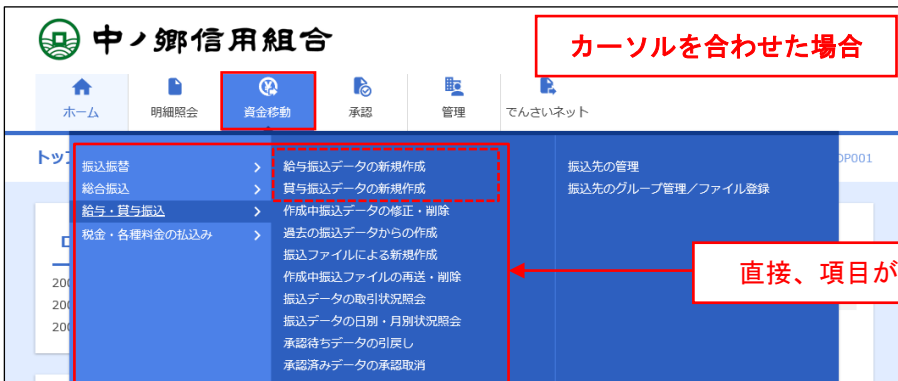 中ノ郷信用組合
カーソルを合わせた場合
ホーム
明細照会
資金移動
承認
管理
でんさいネット
トップ
OP001
振込振替
総合振込
給与・賞与振込
税金・各種料金の払込み
給与振込データの新規作成
賞与振込データの新規作成
作成中振込データの修正・削除
過去の振込データからの作成
振込ファイルによる新規作成
作成中振込ファイルの再送・削除
振込データの取引状況照会
振込データの日別・月別状況照会
承認待ちデータの引戻し
承認済みデータの承認取消
振込先の管理
振込先のグループ管理／ファイル登録
直接、項目が
200
200
200